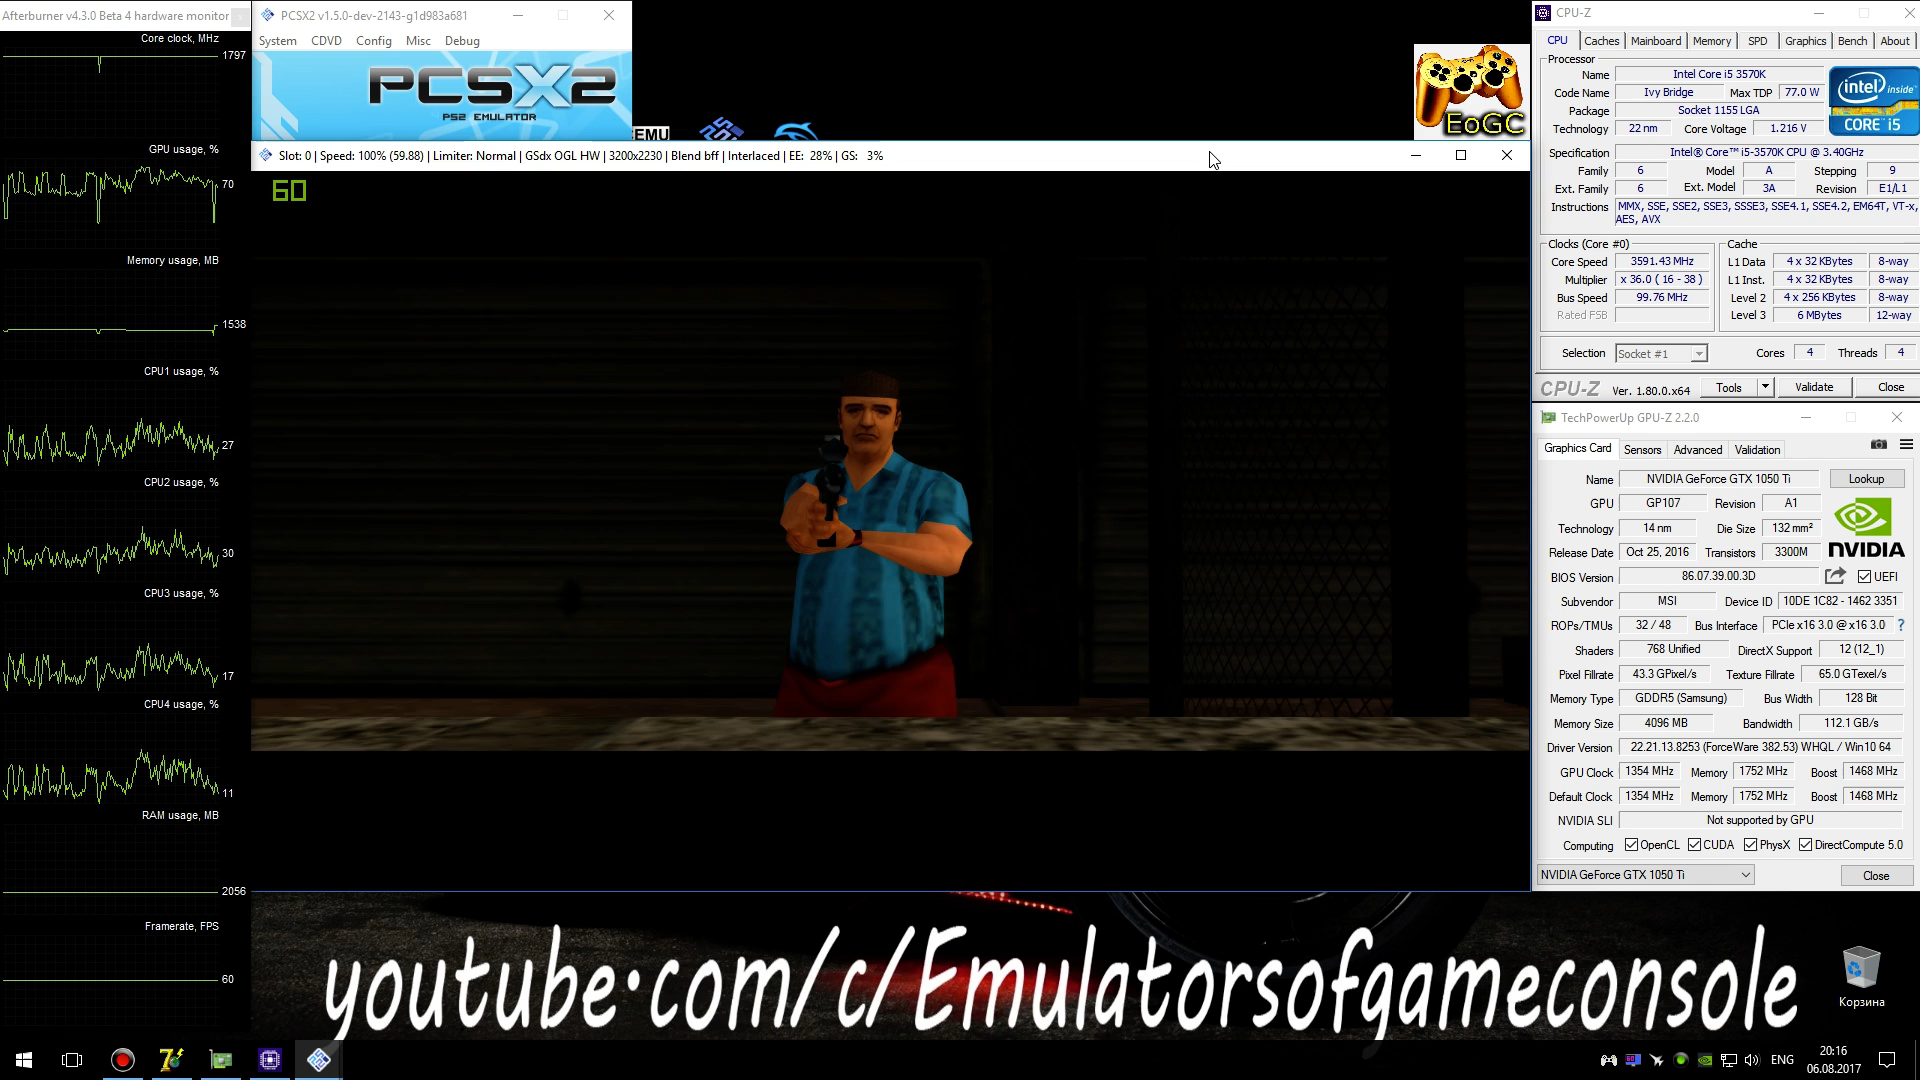 Afterburner v4.3.0 Beta 4 hardware monitor
Core clock, MHz
1797
GPU usage, %
70
Memory usage, MB
1538
CPU1 usage, %
27
CPU2 usage, %
30
CPU3 usage, %
17
CPU4 usage, %
11
RAM usage, MB
2056
Framerate, FPS
60
PCSX2 v1.5.0-dev-2143-g1d983a681
System CDVD Config Misc Debug
PCSX2
PS2 EMULATOR
EMU
EoGC
Slot: 0 | Speed: 100% (59.88) | Limiter: Normal | GSdx OGL HW | 3200x2230 | Blend bff | Interlaced | EE: 28% | GS: 3%
60
CPU-Z
CPU Caches Mainboard Memory SPD Graphics Bench About
Processor
Name Intel Core i5 3570K
Code Name Ivy Bridge Max TDP 77.0 W
Package Socket 1155 LGA
Technology 22 nm Core Voltage 1.216 V
intel inside™
CORE i5
Specification Intel® Core™ i5-3570K CPU @ 3.40GHz
Family 6 Model A Stepping 9
Ext. Family 6 Ext. Model 3A Revision E1/L1
Instructions MMX, SSE, SSE2, SSE3, SSSE3, SSE4.1, SSE4.2, EM64T, VT-x,
AES, AVX
Clocks (Core #0) Cache
Core Speed 3591.43 MHz L1 Data 4 x 32 KBytes 8-way
Multiplier x 36.0 ( 16 - 38 ) L1 Inst. 4 x 32 KBytes 8-way
Bus Speed 99.76 MHz Level 2 4 x 256 KBytes 8-way
Rated FSB Level 3 6 MBytes 12-way
Selection Socket #1 Cores 4 Threads 4
CPU-Z Ver. 1.80.0.x64 Tools Validate Close
TechPowerUp GPU-Z 2.2.0
Graphics Card Sensors Advanced Validation
Name NVIDIA GeForce GTX 1050 Ti Lookup
GPU GP107 Revision A1
Technology 14 nm Die Size 132 mm²
Release Date Oct 25, 2016 Transistors 3300M
NVIDIA
BIOS Version 86.07.39.00.3D UEFI
Subvendor MSI Device ID 10DE 1C82 - 1462 3351
ROPs/TMUs 32 / 48 Bus Interface PCIe x16 3.0 @ x16 3.0 ?
Shaders 768 Unified DirectX Support 12 (12_1)
Pixel Fillrate 43.3 GPixel/s Texture Fillrate 65.0 GTexel/s
Memory Type GDDR5 (Samsung) Bus Width 128 Bit
Memory Size 4096 MB Bandwidth 112.1 GB/s
Driver Version 22.21.13.8253 (ForceWare 382.53) WHQL / Win10 64
GPU Clock 1354 MHz Memory 1752 MHz Boost 1468 MHz
Default Clock 1354 MHz Memory 1752 MHz Boost 1468 MHz
NVIDIA SLI Not supported by GPU
Computing OpenCL CUDA PhysX DirectCompute 5.0
NVIDIA GeForce GTX 1050 Ti Close
youtube.com/c/Emulatorsofgameconsole
Корзина
ENG
20:16
06.08.2017